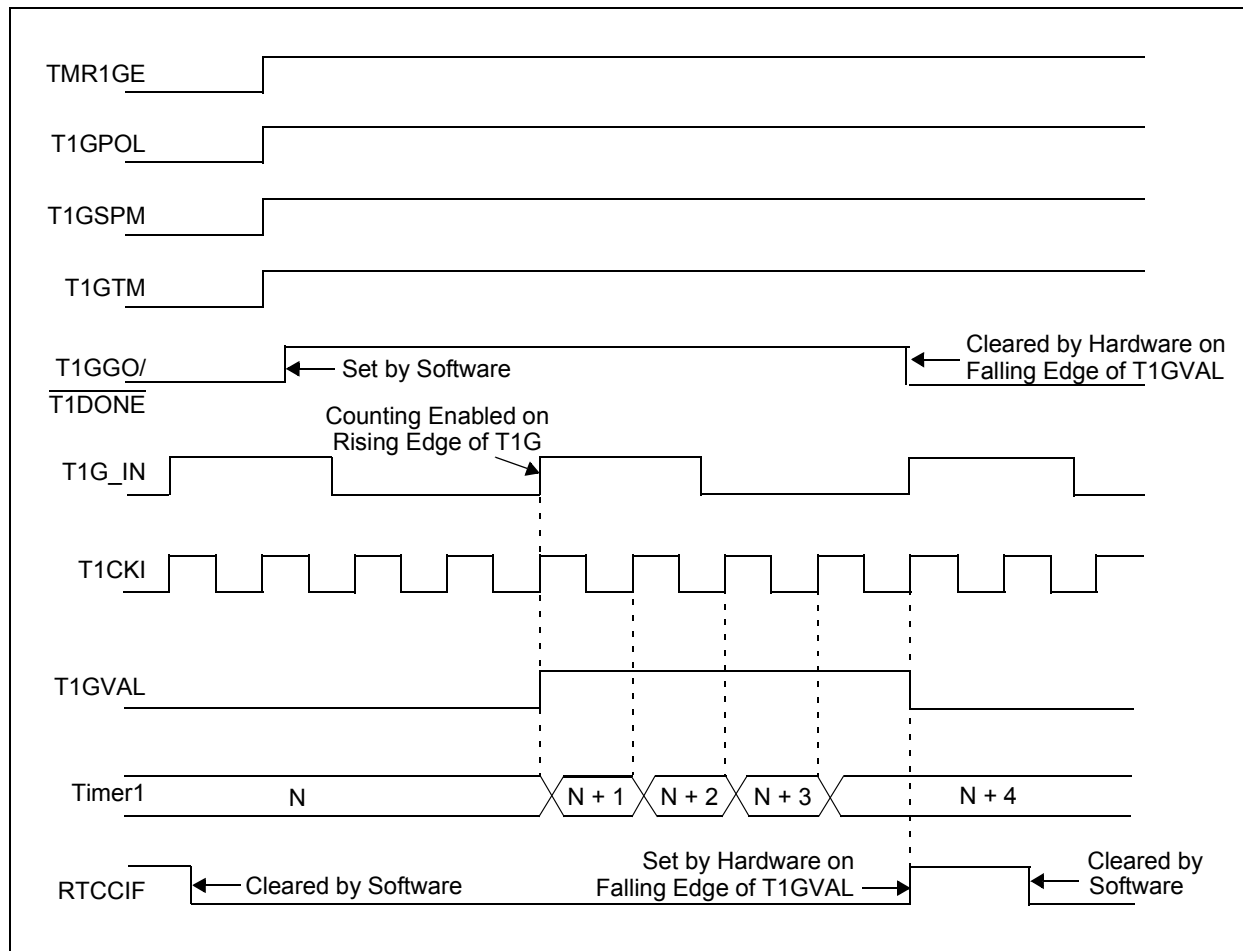 TMR1GE
T1GPOL
T1GSPM
T1GTM
T1GGO/
T1DONE
Set by Software
Cleared by Hardware on
Falling Edge of T1GVAL
Counting Enabled on
Rising Edge of T1G
T1G_IN
T1CKI
T1GVAL
Timer1
N
N + 1
N + 2
N + 3
N + 4
RTCCIF
Cleared by Software
Set by Hardware on
Falling Edge of T1GVAL
Cleared by
Software